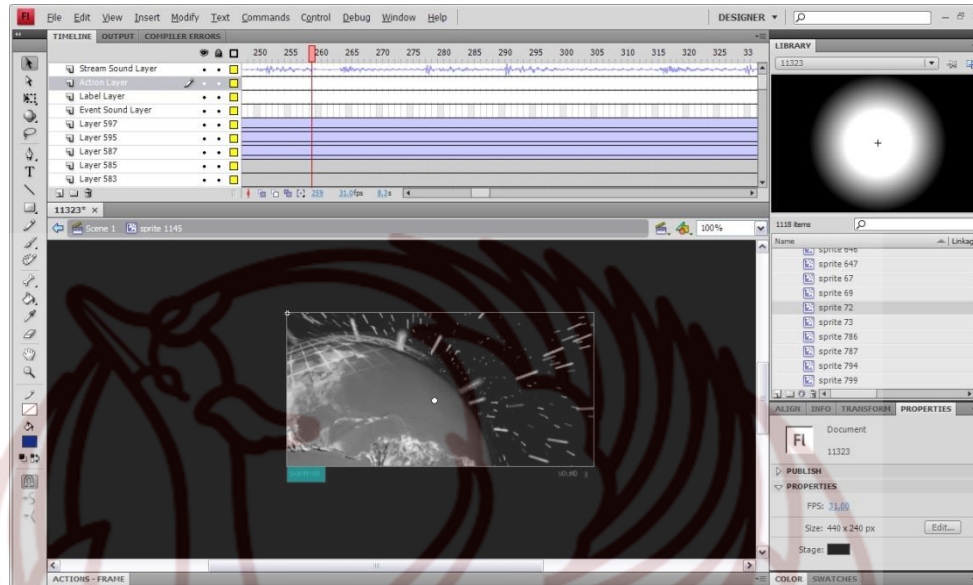 FL File Edit View Insert Modify Text Commands Control Debug Window Help DESIGNER
TIMELINE OUTPUT COMPILER ERRORS
250 255 260 265 270 275 280 285 290 295 300 305 310 315 320 325 33
Stream Sound Layer
Action Layer
Label Layer
Event Sound Layer
Layer 597
Layer 595
Layer 587
Layer 585
Layer 583
259 31.0fps 8.2s
11323* ×
Scene 1 sprite 1145 100%
SOUND
ACTIONS - FRAME
LIBRARY
11323
1118 items
Name Linkag
sprite 646
sprite 647
sprite 67
sprite 69
sprite 72
sprite 73
sprite 786
sprite 787
sprite 794
sprite 799
ALIGN INFO TRANSFORM PROPERTIES
FL Document
11323
PUBLISH
PROPERTIES
FPS: 31.00
Size: 440 x 240 px Edit...
Stage:
COLOR SWATCHES